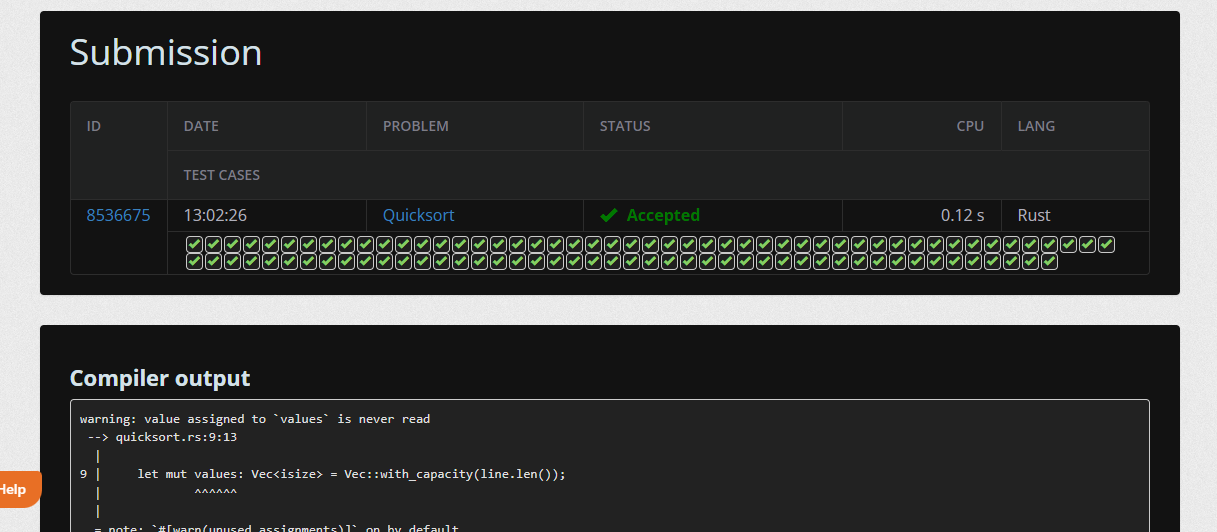 Submission
ID DATE PROBLEM STATUS CPU LANG
TEST CASES
8536675 13:02:26 Quicksort Accepted 0.12 s Rust
Compiler output
warning: value assigned to `values` is never read
--> quicksort.rs:9:13
|
9 | let mut values: Vec<isize> = Vec::with_capacity(line.len());
| ^^^^^^
|
= note: `#[warn(unused_assignments)]` on by default
Help